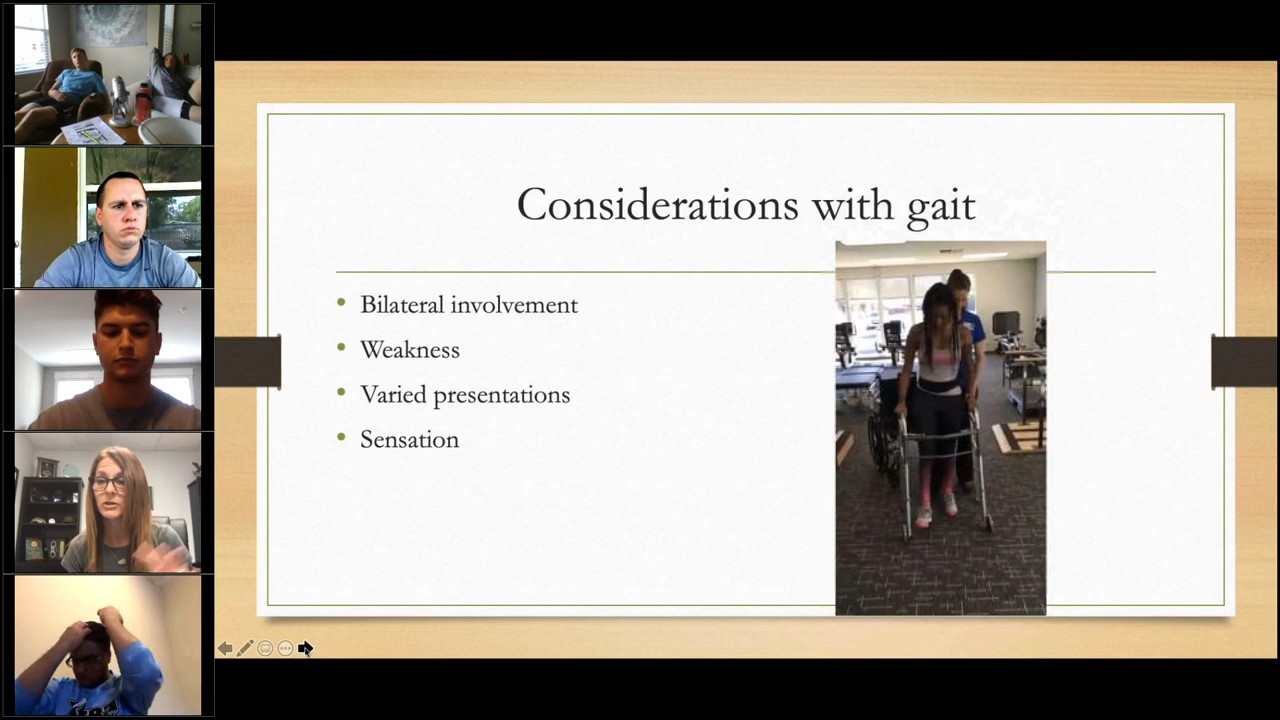 Considerations with gait
Bilateral involvement
Weakness
Varied presentations
Sensation